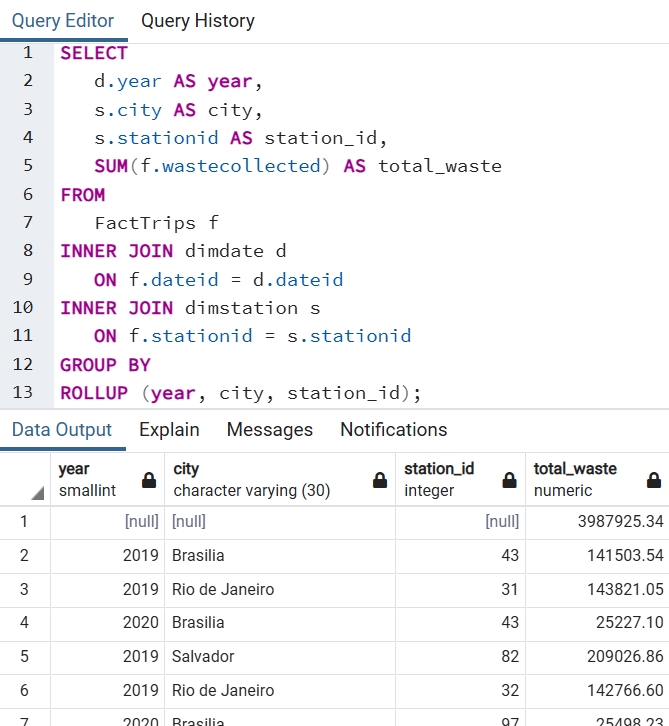 Query Editor Query History
1 SELECT
2 d.year AS year,
3 s.city AS city,
4 s.stationid AS station_id,
5 SUM(f.wastecollected) AS total_waste
6 FROM
7 FactTrips f
8 INNER JOIN dimdate d
9 ON f.dateid = d.dateid
10 INNER JOIN dimstation s
11 ON f.stationid = s.stationid
12 GROUP BY
13 ROLLUP (year, city, station_id);
Data Output Explain Messages Notifications
year city station_id total_waste
smallint character varying (30) integer numeric
1 [null] [null] [null] 3987925.34
2 2019 Brasilia 43 141503.54
3 2019 Rio de Janeiro 31 143821.05
4 2020 Brasilia 43 25227.10
5 2019 Salvador 82 209026.86
6 2019 Rio de Janeiro 32 142766.60
7 2020 Brasilia 97 25498.23